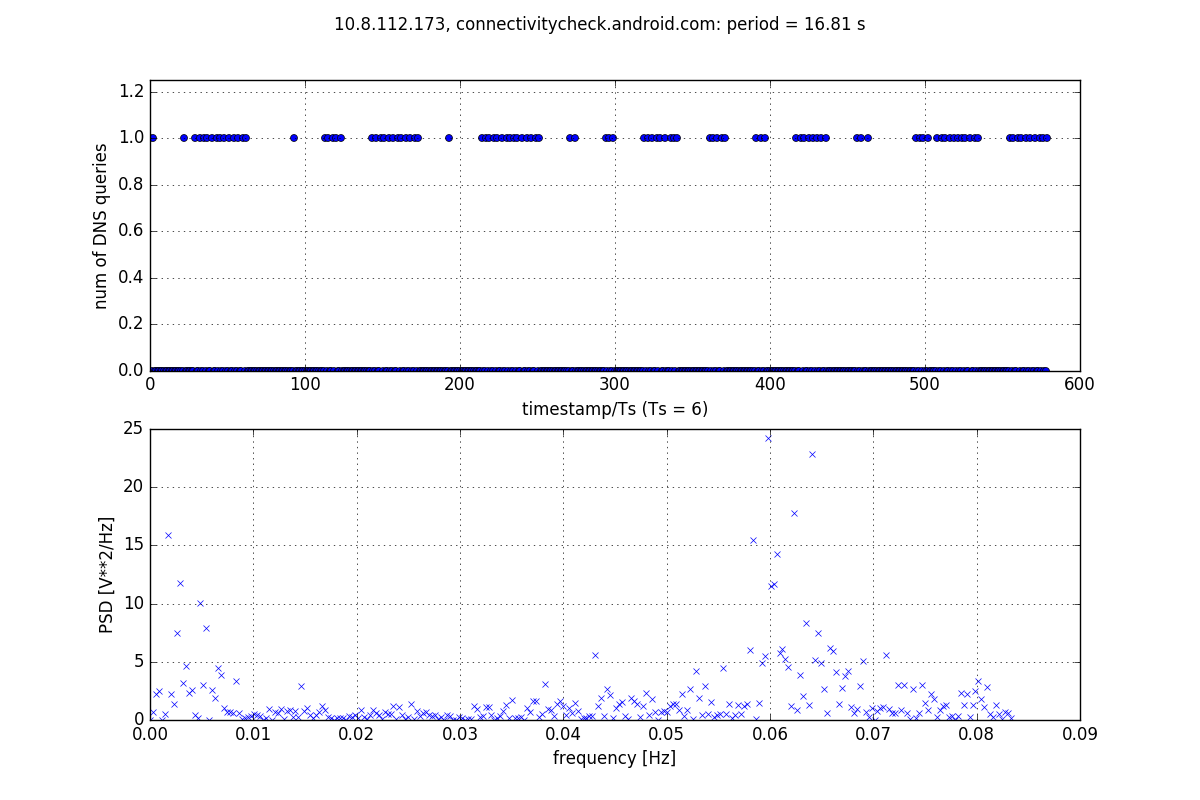 10.8.112.173, connectivitycheck.android.com: period = 16.81 s
num of DNS queries
1.2
1.0
0.8
0.6
0.4
0.2
0.0
0 100 200 300 400 500 600
timestamp/Ts (Ts = 6)
PSD [V**2/Hz]
25
20
15
10
5
0
0.00 0.01 0.02 0.03 0.04 0.05 0.06 0.07 0.08 0.09
frequency [Hz]